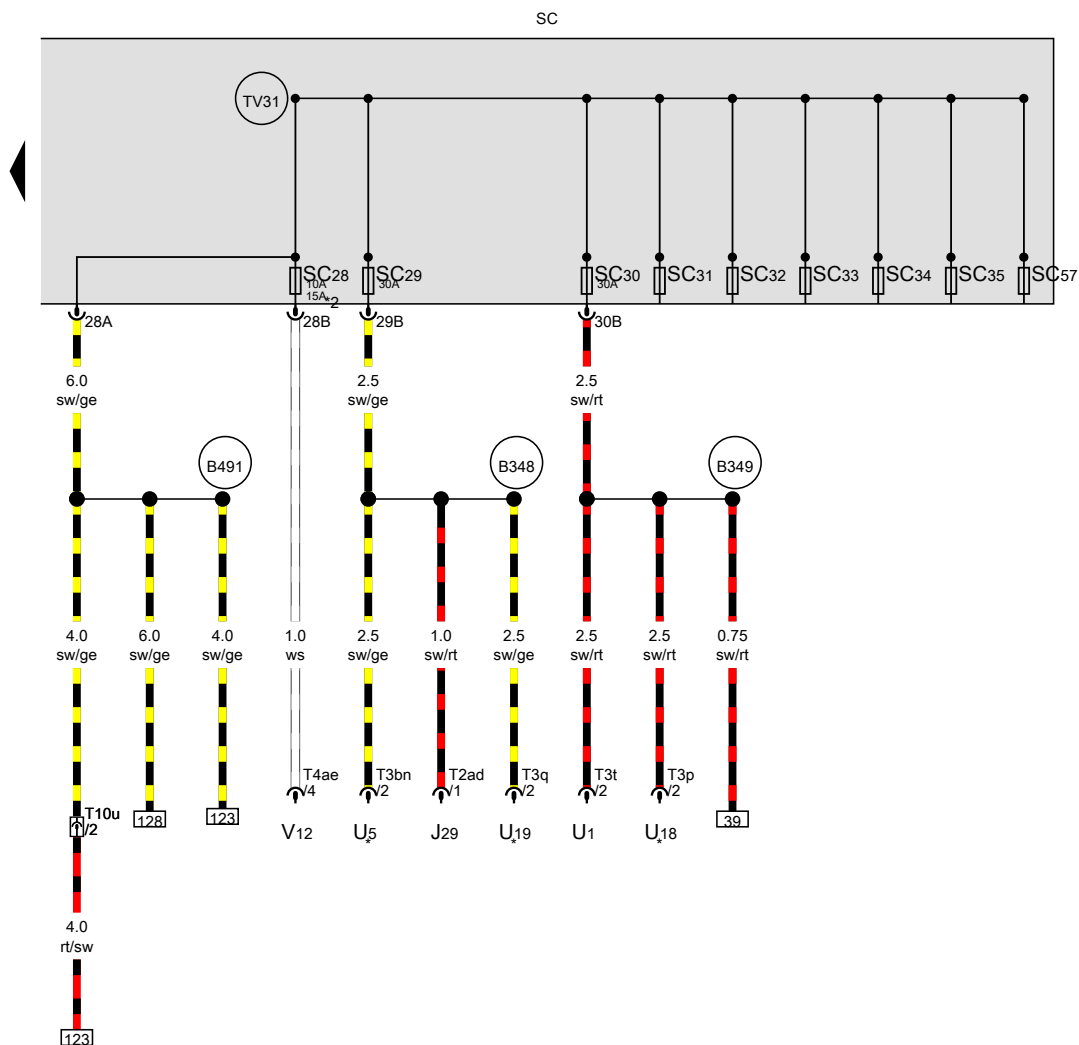 SC
TV31
SC28
10A
15A*2
SC29
30A
SC30
30A
SC31
SC32
SC33
SC34
SC35
SC57
28A
28B
29B
30B
6.0
sw/ge
2.5
sw/ge
2.5
sw/rt
B491
B348
B349
4.0
sw/ge
6.0
sw/ge
4.0
sw/ge
1.0
ws
2.5
sw/ge
1.0
sw/rt
2.5
sw/ge
2.5
sw/rt
2.5
sw/rt
0.75
sw/rt
T4ae
/4
T3bn
/2
T2ad
/1
T3q
/2
T3t
/2
T3p
/2
T10u
/2
128
123
V12
U5
*
J29
U19
*
U1
U18
*
39
4.0
rt/sw
123